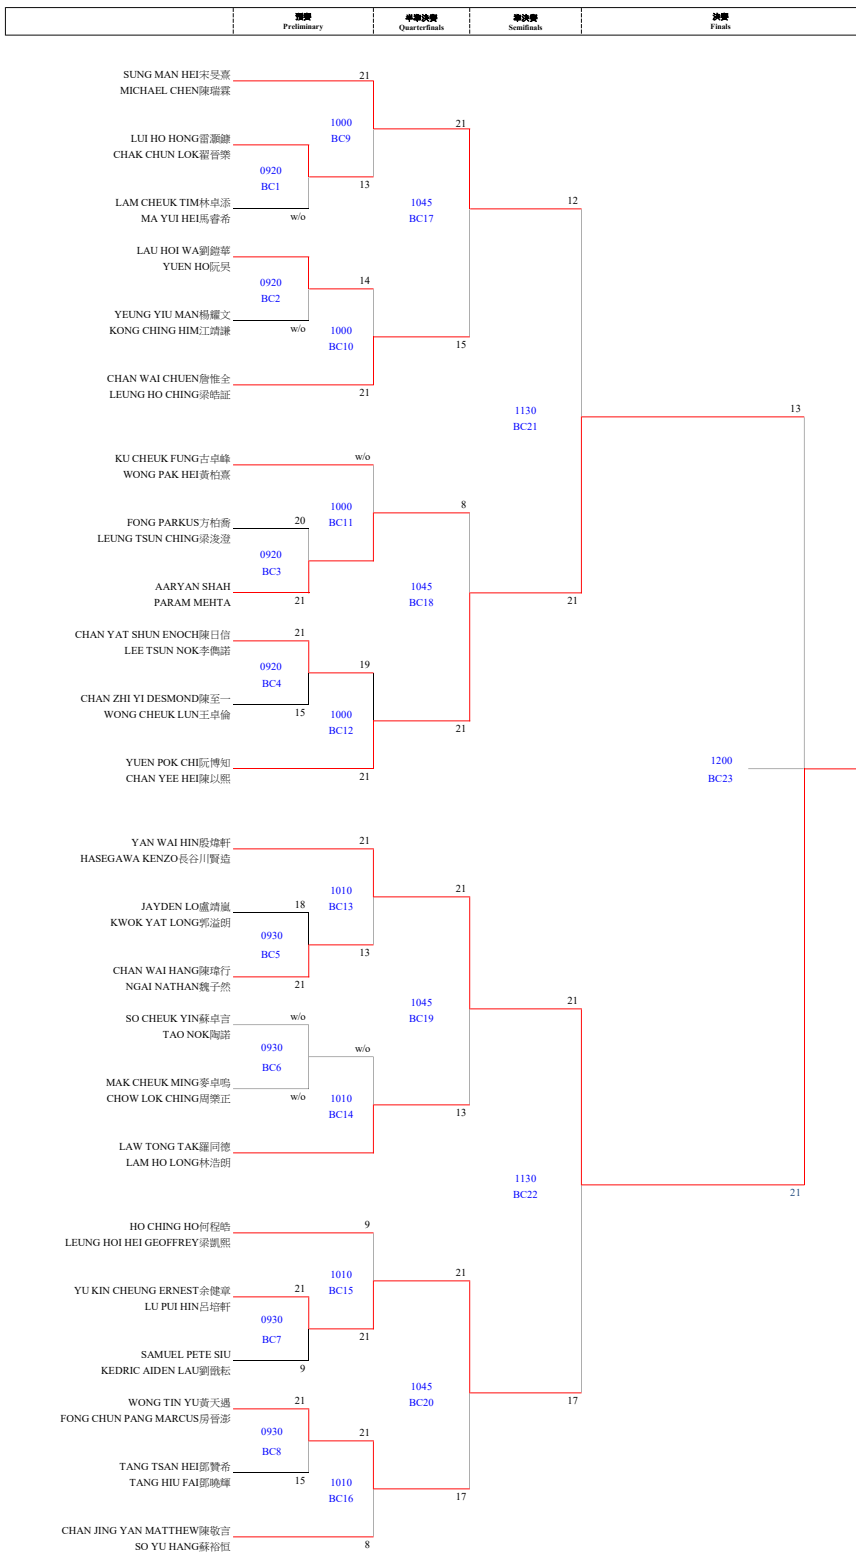 預賽 半準決賽 準決賽 決賽
Preliminary Quarterfinals Semifinals Finals
SUNG MAN HEI宋旻熹 21
MICHAEL CHEN陳瑞霖
1000 21
LUI HO HONG雷灝鏮 BC9
CHAK CHUN LOK翟晉樂
0920
BC1 13
LAM CHEUK TIM林卓添 1045 12
MA YUI HEI馬睿希 w/o BC17
LAU HOI WA劉鎧華
YUEN HO阮昊
0920 14
BC2
YEUNG YIU MAN楊耀文
KONG CHING HIM江靖謙 w/o 1000
BC10 15
CHAN WAI CHUEN詹惟全
LEUNG HO CHING梁皓証 21
1130 13
BC21
KU CHEUK FUNG古卓峰 w/o
WONG PAK HEI黃柏熹
1000 8
FONG PARKUS方柏喬 20 BC11
LEUNG TSUN CHING梁浚澄
0920
BC3
AARYAN SHAH 1045
PARAM MEHTA 21 BC18 21
CHAN YAT SHUN ENOCH陳日信 21
LEE TSUN NOK李儁諾
0920 19
BC4
CHAN ZHI YI DESMOND陳至一
WONG CHEUK LUN王卓倫 15 1000
BC12 21
YUEN POK CHI阮博知 1200
CHAN YEE HEI陳以熙 21 BC23
YAN WAI HIN殷煒軒 21
HASEGAWA KENZO長谷川賢造
1010 21
JAYDEN LO盧靖嵐 18 BC13
KWOK YAT LONG郭溢朗
0930
BC5 13
CHAN WAI HANG陳瑋行
NGAI NATHAN魏子然 21
1045 21
SO CHEUK YIN蘇卓言 w/o BC19
TAO NOK陶諾
0930 w/o
BC6
MAK CHEUK MING麥卓鳴
CHOW LOK CHING周樂正 w/o 1010
BC14 13
LAW TONG TAK羅同德
LAM HO LONG林浩朗
1130
BC22 21
HO CHING HO何程皓 9
LEUNG HOI HEI GEOFFREY梁凱熙
1010 21
YU KIN CHEUNG ERNEST余健章 21 BC15
LU PUI HIN呂培軒
0930
BC7 21
SAMUEL PETE SIU
KEDRIC AIDEN LAU劉戩耘 9
1045
WONG TIN YU黃天遇 21 BC20 17
FONG CHUN PANG MARCUS房晉澎
0930 21
BC8
TANG TSAN HEI鄧贊希
TANG HIU FAI鄧曉輝 15 1010
BC16 17
CHAN JING YAN MATTHEW陳敬言
SO YU HANG蘇裕恒 8